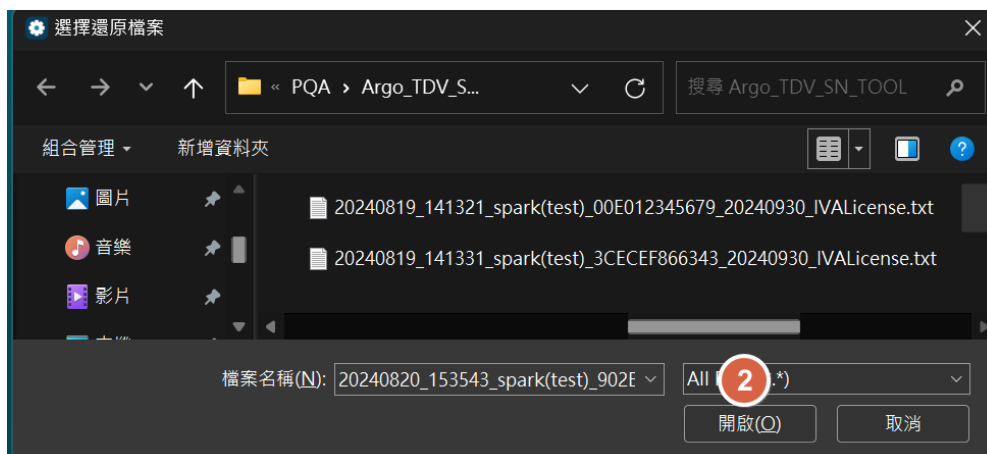 選擇還原檔案
« PQA › Argo_TDV_S...
搜尋 Argo_TDV_SN_TOOL
組合管理
新增資料夾
圖片
20240819_141321_spark(test)_00E012345679_20240930_IVALicense.txt
音樂
20240819_141331_spark(test)_3CECEF866343_20240930_IVALicense.txt
影片
檔案名稱(N): 20240820_153543_spark(test)_902E
All .*)
2
開啟(O)
取消